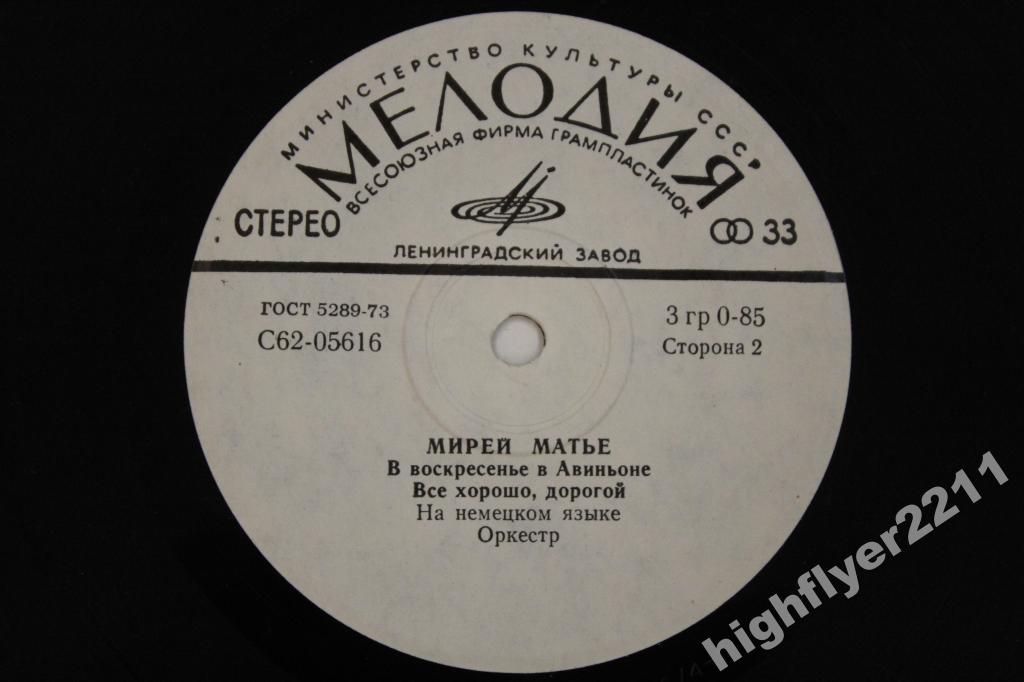 МИНИСТЕРСТВО КУЛЬТУРЫ СССР
МЕЛОДИЯ
ВСЕСОЮЗНАЯ ФИРМА ГРАМПЛАСТИНОК
СТЕРЕО
33
ЛЕНИНГРАДСКИЙ ЗАВОД
ГОСТ 5289-73
С62-05616
3 гр 0-85
Сторона 2
МИРЕЙ МАТЬЕ
В воскресенье в Авиньоне
Все хорошо, дорогой
На немецком языке
Оркестр
highflyer2211